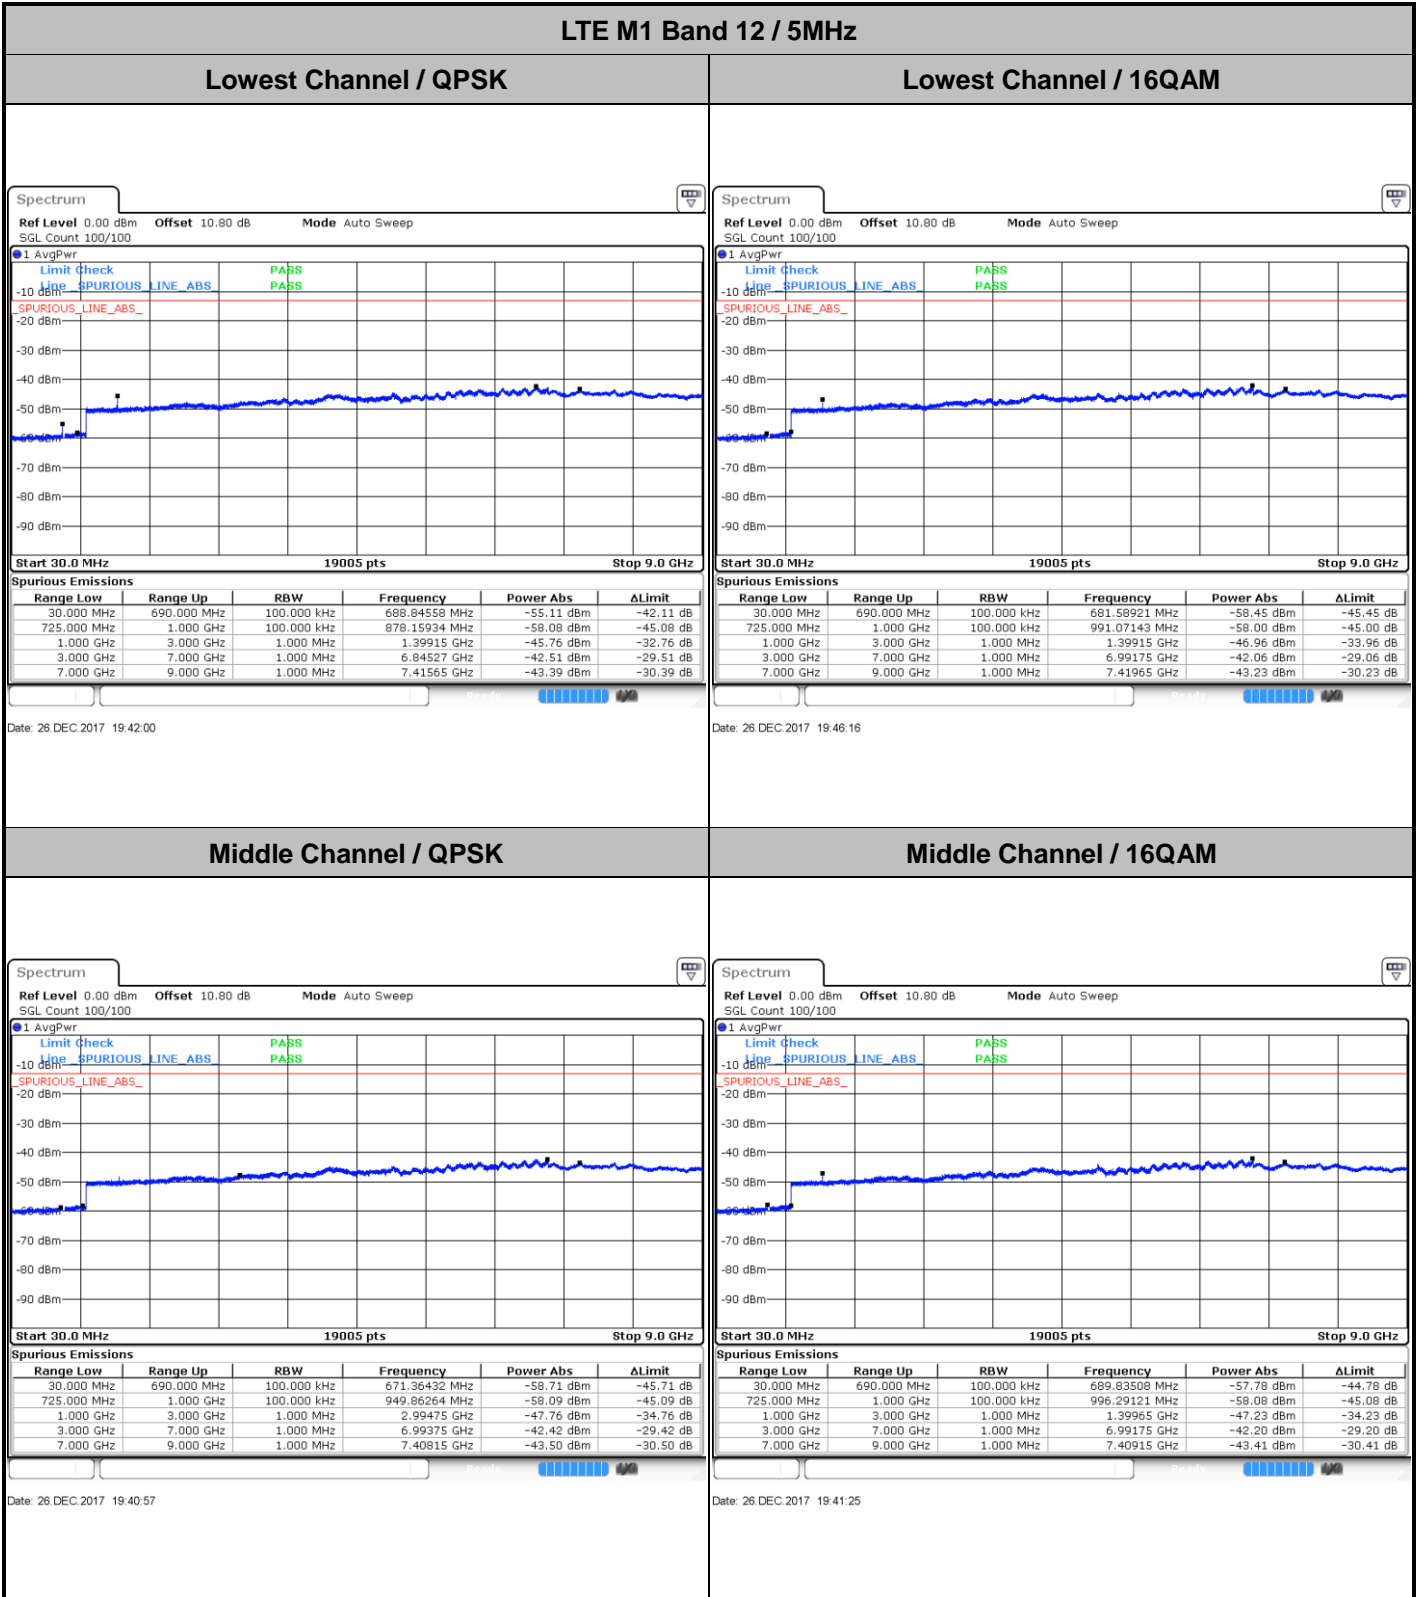 LTE M1 Band 12 / 5MHz
Lowest Channel / QPSK
Lowest Channel / 16QAM
Spectrum
Ref Level 0.00 dBm Offset 10.80 dB Mode Auto Sweep
SGL Count 100/100
1 AvgPwr
Limit Check PASS
Line _SPURIOUS_LINE_ABS_ PASS
-10 dBm
_SPURIOUS_LINE_ABS_
-20 dBm
-30 dBm
-40 dBm
-50 dBm
-60 dBm
-70 dBm
-80 dBm
-90 dBm
Start 30.0 MHz 19005 pts Stop 9.0 GHz
Spurious Emissions
Range Low Range Up RBW Frequency Power Abs ΔLimit
30.000 MHz 690.000 MHz 100.000 kHz 688.84558 MHz -55.11 dBm -42.11 dB
725.000 MHz 1.000 GHz 100.000 kHz 878.15934 MHz -58.08 dBm -45.08 dB
1.000 GHz 3.000 GHz 1.000 MHz 1.39915 GHz -45.76 dBm -32.76 dB
3.000 GHz 7.000 GHz 1.000 MHz 6.84527 GHz -42.51 dBm -29.51 dB
7.000 GHz 9.000 GHz 1.000 MHz 7.41565 GHz -43.39 dBm -30.39 dB
Ready
Date: 26.DEC.2017 19:42:00
Spectrum
Ref Level 0.00 dBm Offset 10.80 dB Mode Auto Sweep
SGL Count 100/100
1 AvgPwr
Limit Check PASS
Line _SPURIOUS_LINE_ABS_ PASS
-10 dBm
_SPURIOUS_LINE_ABS_
-20 dBm
-30 dBm
-40 dBm
-50 dBm
-60 dBm
-70 dBm
-80 dBm
-90 dBm
Start 30.0 MHz 19005 pts Stop 9.0 GHz
Spurious Emissions
Range Low Range Up RBW Frequency Power Abs ΔLimit
30.000 MHz 690.000 MHz 100.000 kHz 681.58921 MHz -58.45 dBm -45.45 dB
725.000 MHz 1.000 GHz 100.000 kHz 991.07143 MHz -58.00 dBm -45.00 dB
1.000 GHz 3.000 GHz 1.000 MHz 1.39915 GHz -46.96 dBm -33.96 dB
3.000 GHz 7.000 GHz 1.000 MHz 6.99175 GHz -42.06 dBm -29.06 dB
7.000 GHz 9.000 GHz 1.000 MHz 7.41965 GHz -43.23 dBm -30.23 dB
Ready
Date: 26.DEC.2017 19:46:16
Middle Channel / QPSK
Middle Channel / 16QAM
Spectrum
Ref Level 0.00 dBm Offset 10.80 dB Mode Auto Sweep
SGL Count 100/100
1 AvgPwr
Limit Check PASS
Line _SPURIOUS_LINE_ABS_ PASS
-10 dBm
_SPURIOUS_LINE_ABS_
-20 dBm
-30 dBm
-40 dBm
-50 dBm
-60 dBm
-70 dBm
-80 dBm
-90 dBm
Start 30.0 MHz 19005 pts Stop 9.0 GHz
Spurious Emissions
Range Low Range Up RBW Frequency Power Abs ΔLimit
30.000 MHz 690.000 MHz 100.000 kHz 671.36432 MHz -58.71 dBm -45.71 dB
725.000 MHz 1.000 GHz 100.000 kHz 949.86264 MHz -58.09 dBm -45.09 dB
1.000 GHz 3.000 GHz 1.000 MHz 2.99475 GHz -47.76 dBm -34.76 dB
3.000 GHz 7.000 GHz 1.000 MHz 6.99375 GHz -42.42 dBm -29.42 dB
7.000 GHz 9.000 GHz 1.000 MHz 7.40815 GHz -43.50 dBm -30.50 dB
Ready
Date: 26.DEC.2017 19:40:57
Spectrum
Ref Level 0.00 dBm Offset 10.80 dB Mode Auto Sweep
SGL Count 100/100
1 AvgPwr
Limit Check PASS
Line _SPURIOUS_LINE_ABS_ PASS
-10 dBm
_SPURIOUS_LINE_ABS_
-20 dBm
-30 dBm
-40 dBm
-50 dBm
-60 dBm
-70 dBm
-80 dBm
-90 dBm
Start 30.0 MHz 19005 pts Stop 9.0 GHz
Spurious Emissions
Range Low Range Up RBW Frequency Power Abs ΔLimit
30.000 MHz 690.000 MHz 100.000 kHz 689.83508 MHz -57.78 dBm -44.78 dB
725.000 MHz 1.000 GHz 100.000 kHz 996.29121 MHz -58.08 dBm -45.08 dB
1.000 GHz 3.000 GHz 1.000 MHz 1.39965 GHz -47.23 dBm -34.23 dB
3.000 GHz 7.000 GHz 1.000 MHz 6.99175 GHz -42.20 dBm -29.20 dB
7.000 GHz 9.000 GHz 1.000 MHz 7.40915 GHz -43.41 dBm -30.41 dB
Ready
Date: 26.DEC.2017 19:41:25